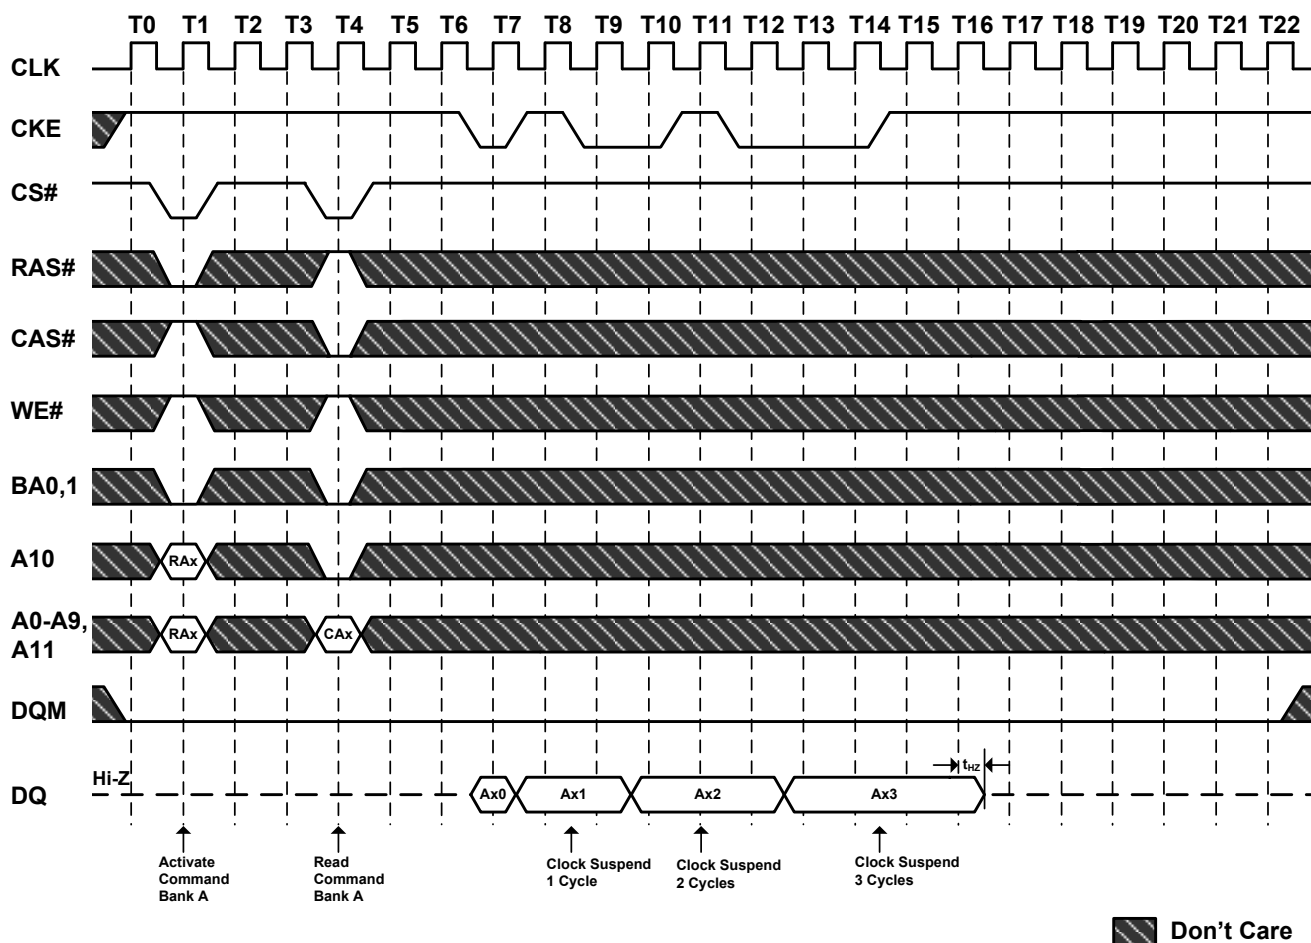 T0 T1 T2 T3 T4 T5 T6 T7 T8 T9 T10 T11 T12 T13 T14 T15 T16 T17 T18 T19 T20 T21 T22
CLK
CKE
CS#
RAS#
CAS#
WE#
BA0,1
A10
RAx
A0-A9,
A11
RAx
CAx
DQM
Hi-Z
tHZ
DQ
Ax0
Ax1
Ax2
Ax3
Activate
Command
Bank A
Read
Command
Bank A
Clock Suspend
1 Cycle
Clock Suspend
2 Cycles
Clock Suspend
3 Cycles
Don't Care